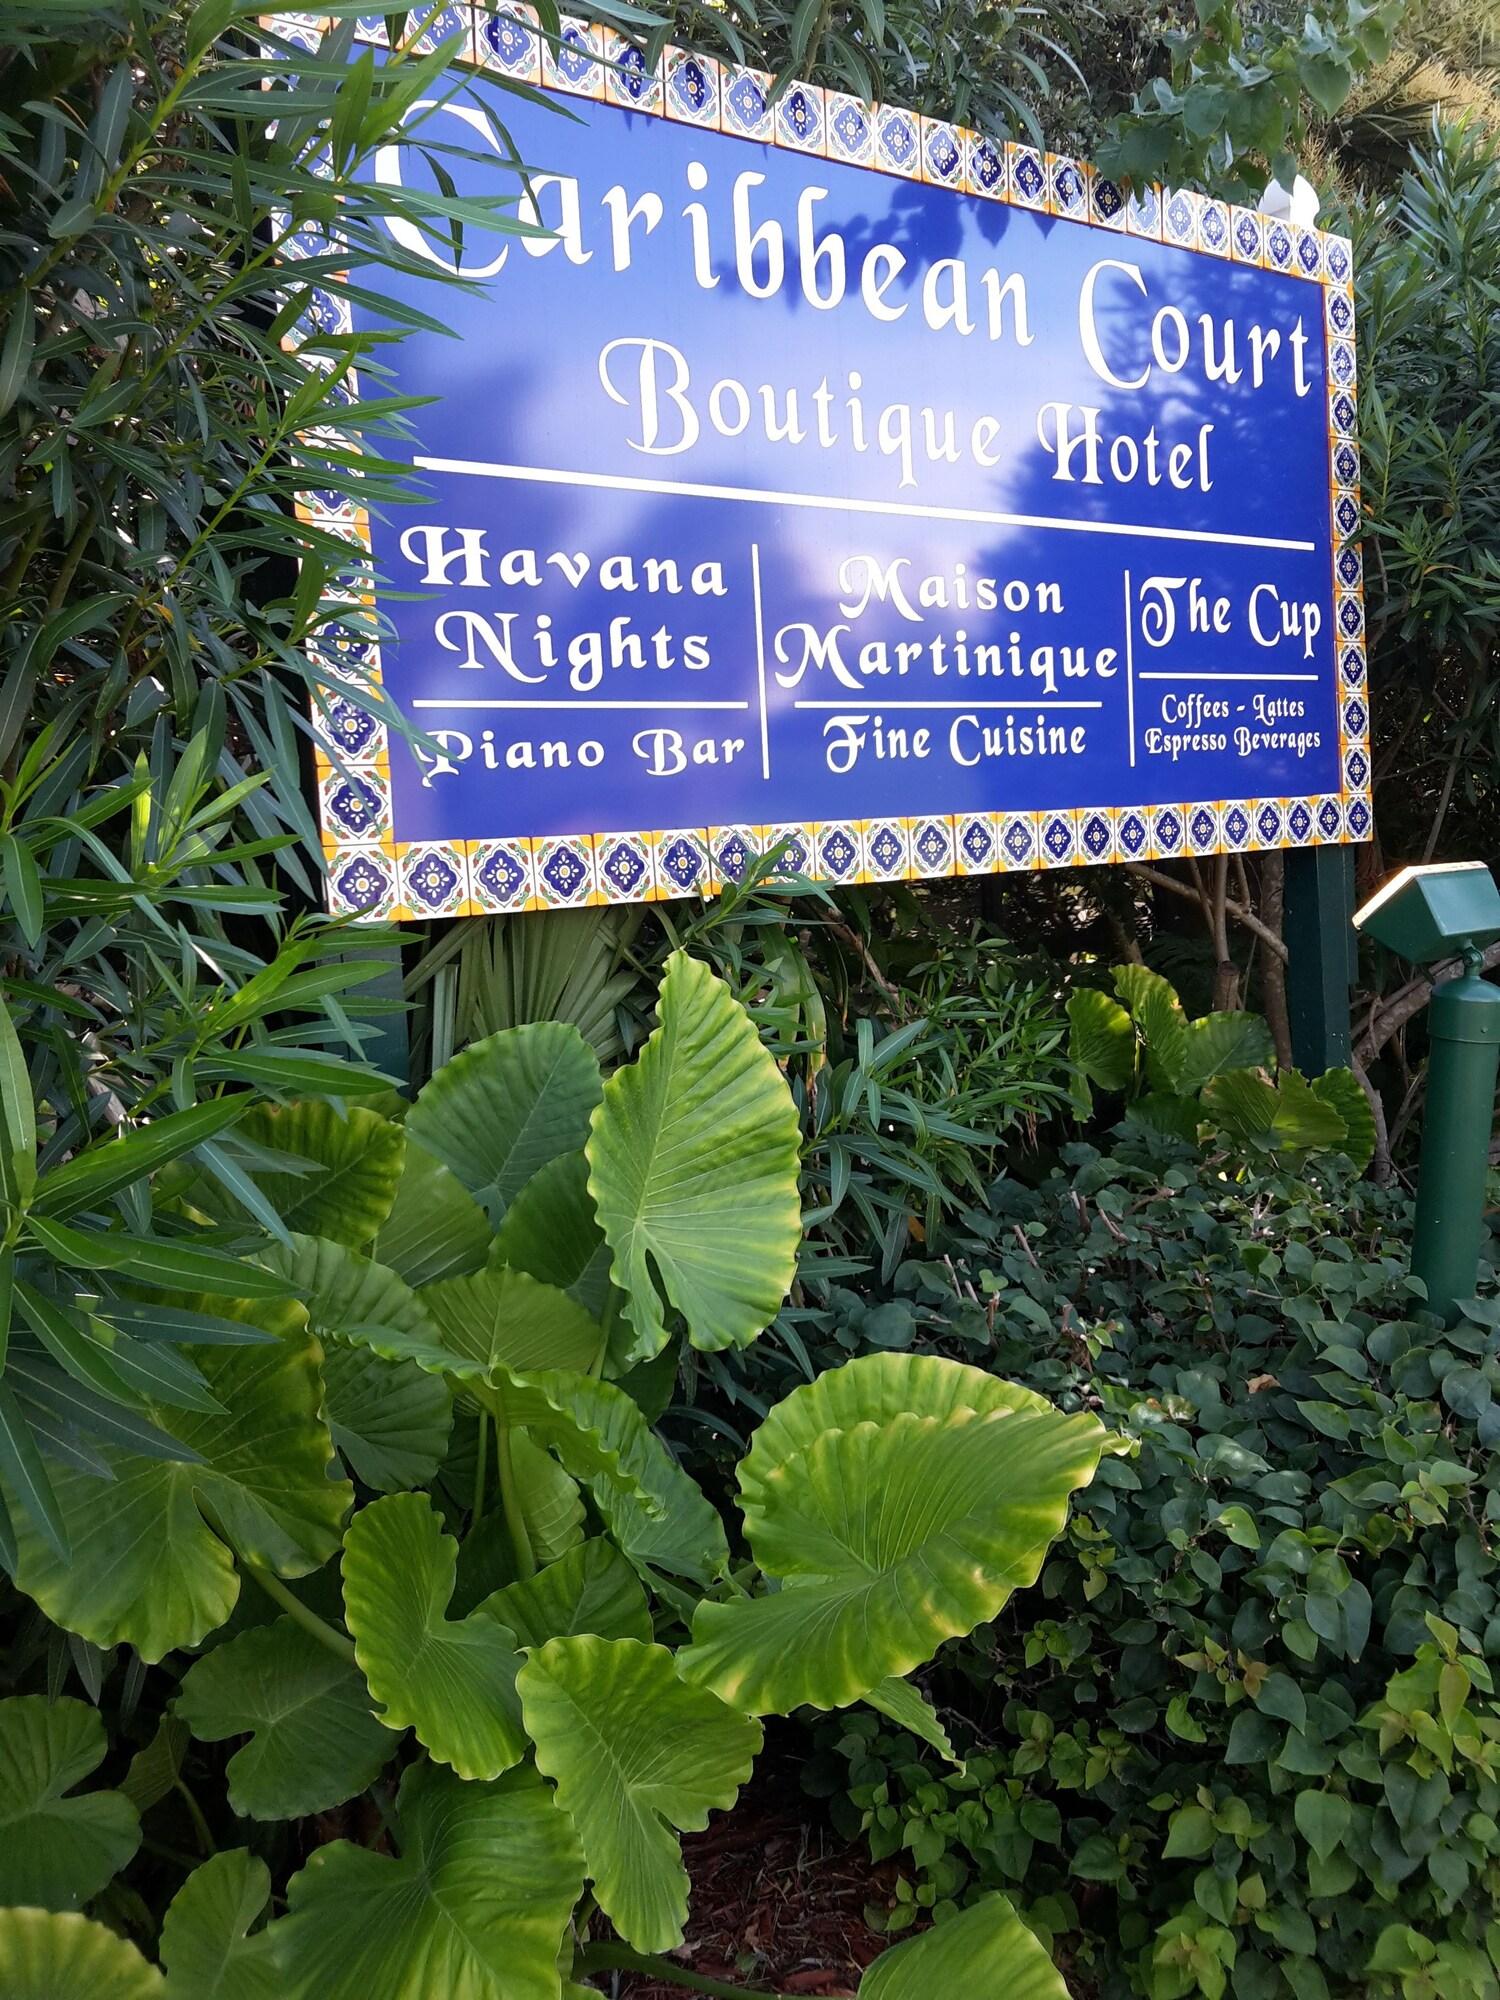 Caribbean Court
Boutique Hotel
Havana
Nights
Piano Bar
Maison
Martinique
Fine Cuisine
The Cup
Coffees - Lattes
Espresso Beverages